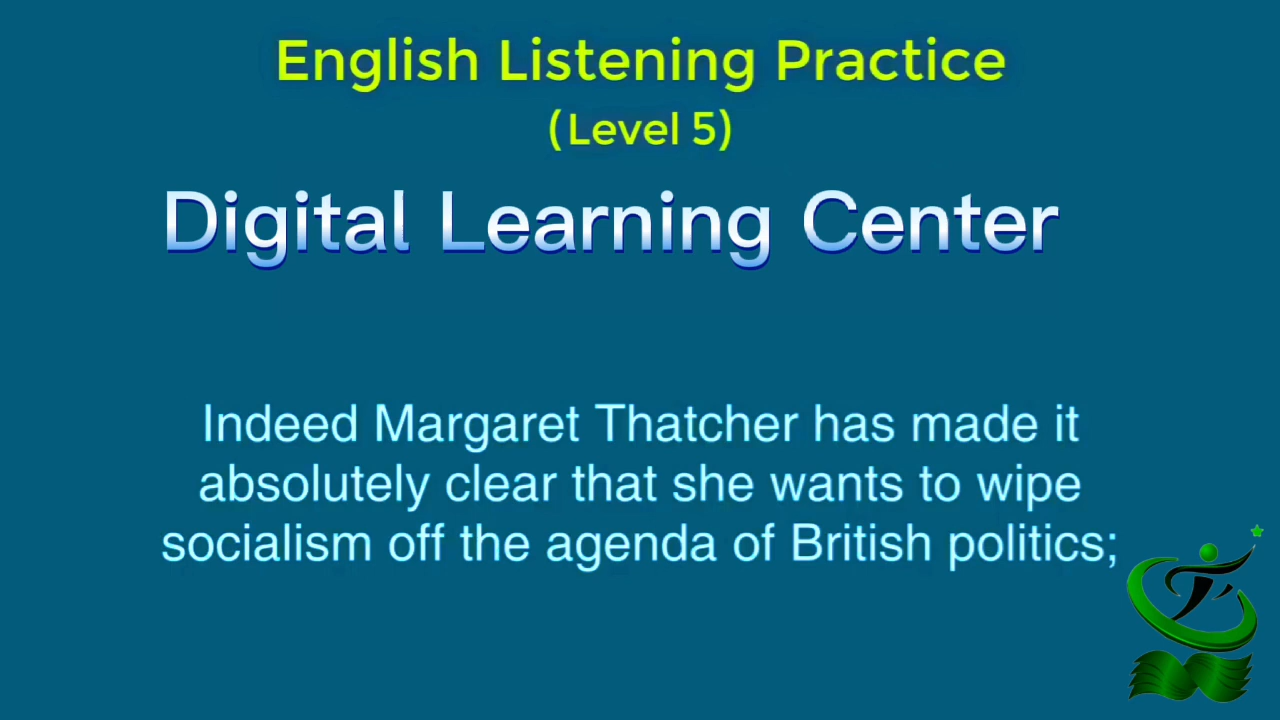 English Listening Practice
(Level 5)
Digital Learning Center
Indeed Margaret Thatcher has made it
absolutely clear that she wants to wipe
socialism off the agenda of British politics;